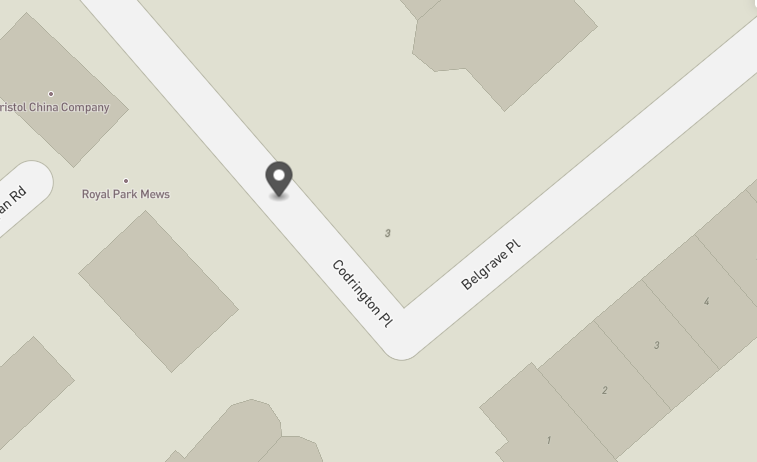 ristol China Company
Royal Park Mews
an Rd
3
Codrington Pl
Belgrave Pl
4
3
2
1